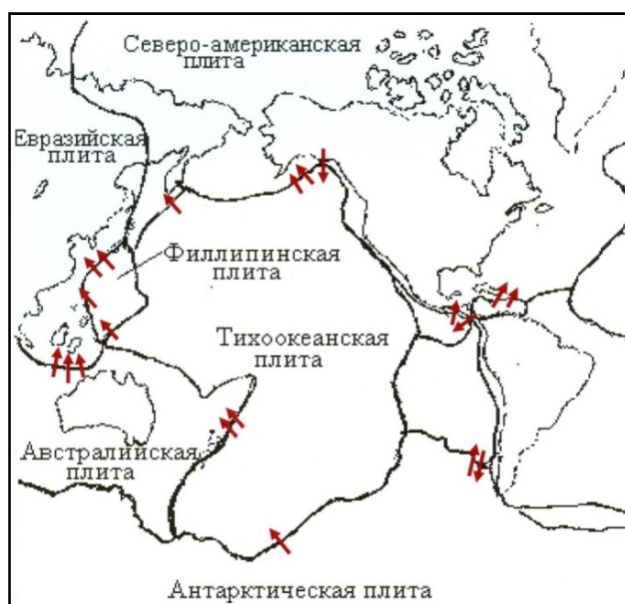 Северо-американская
плита
Евразийская
плита
Филлипинская
плита
Тихоокеанская
плита
Австралийская
плита
Антарктическая плита